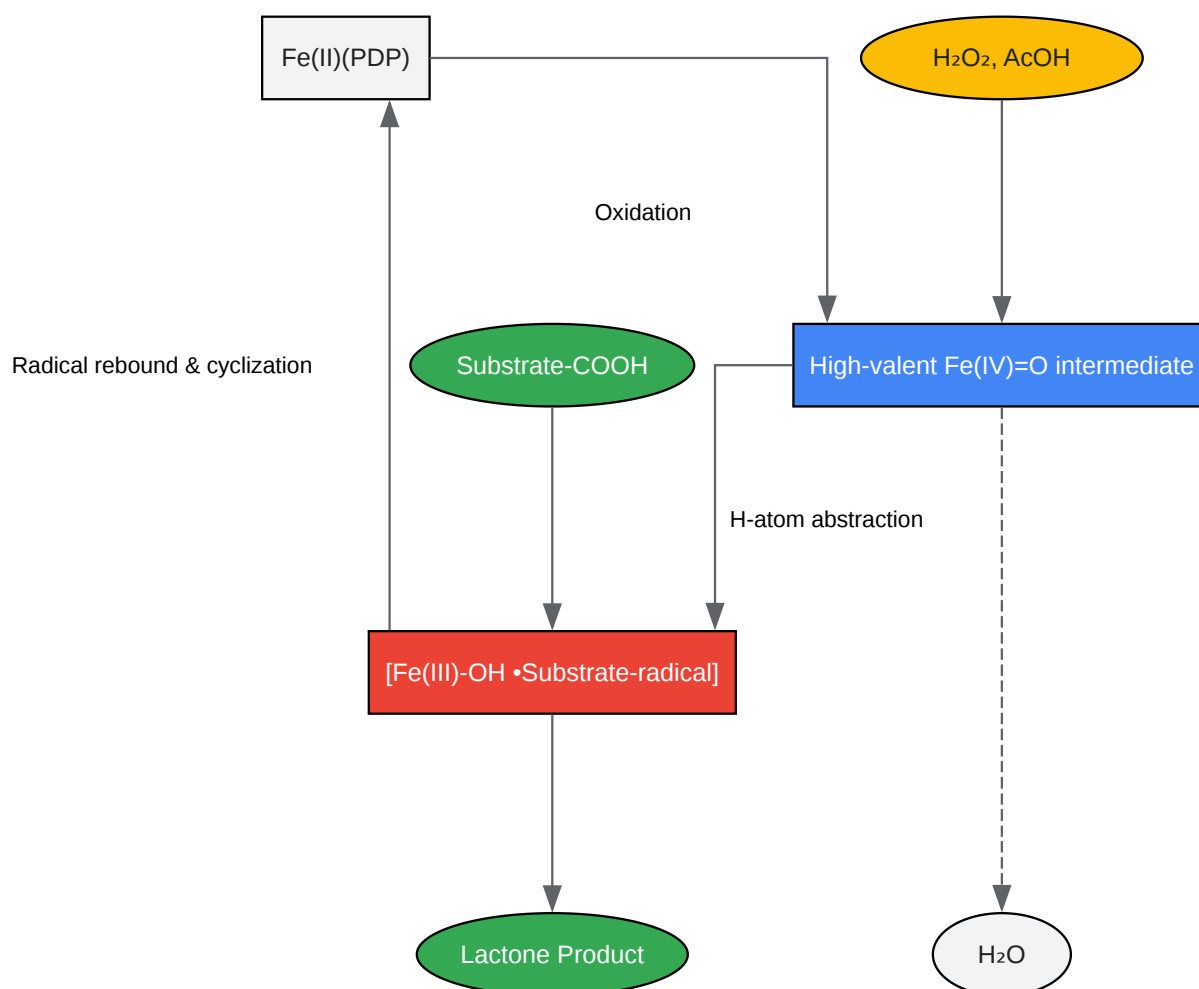 Fe(II)(PDP)
H₂O₂, AcOH
Oxidation
Radical rebound & cyclization
Substrate-COOH
High-valent Fe(IV)=O intermediate
H-atom abstraction
[Fe(III)-OH •Substrate-radical]
Lactone Product
H₂O